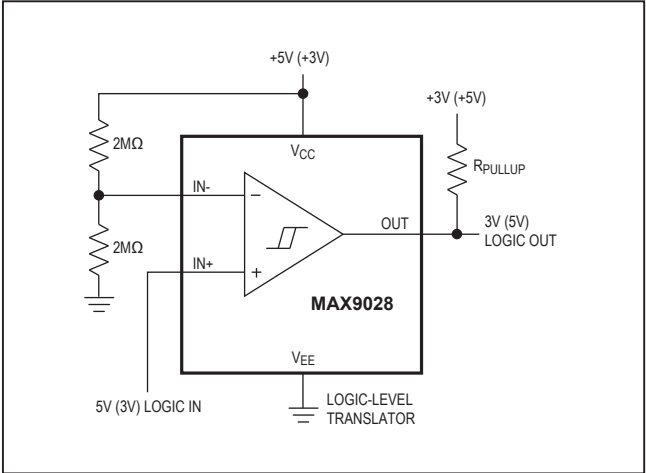 +5V (+3V)
+3V (+5V)
2MΩ
VCC
RPULLUP
IN-
−
OUT
3V (5V)
LOGIC OUT
2MΩ
IN+
+
MAX9028
VEE
5V (3V) LOGIC IN
LOGIC-LEVEL
TRANSLATOR